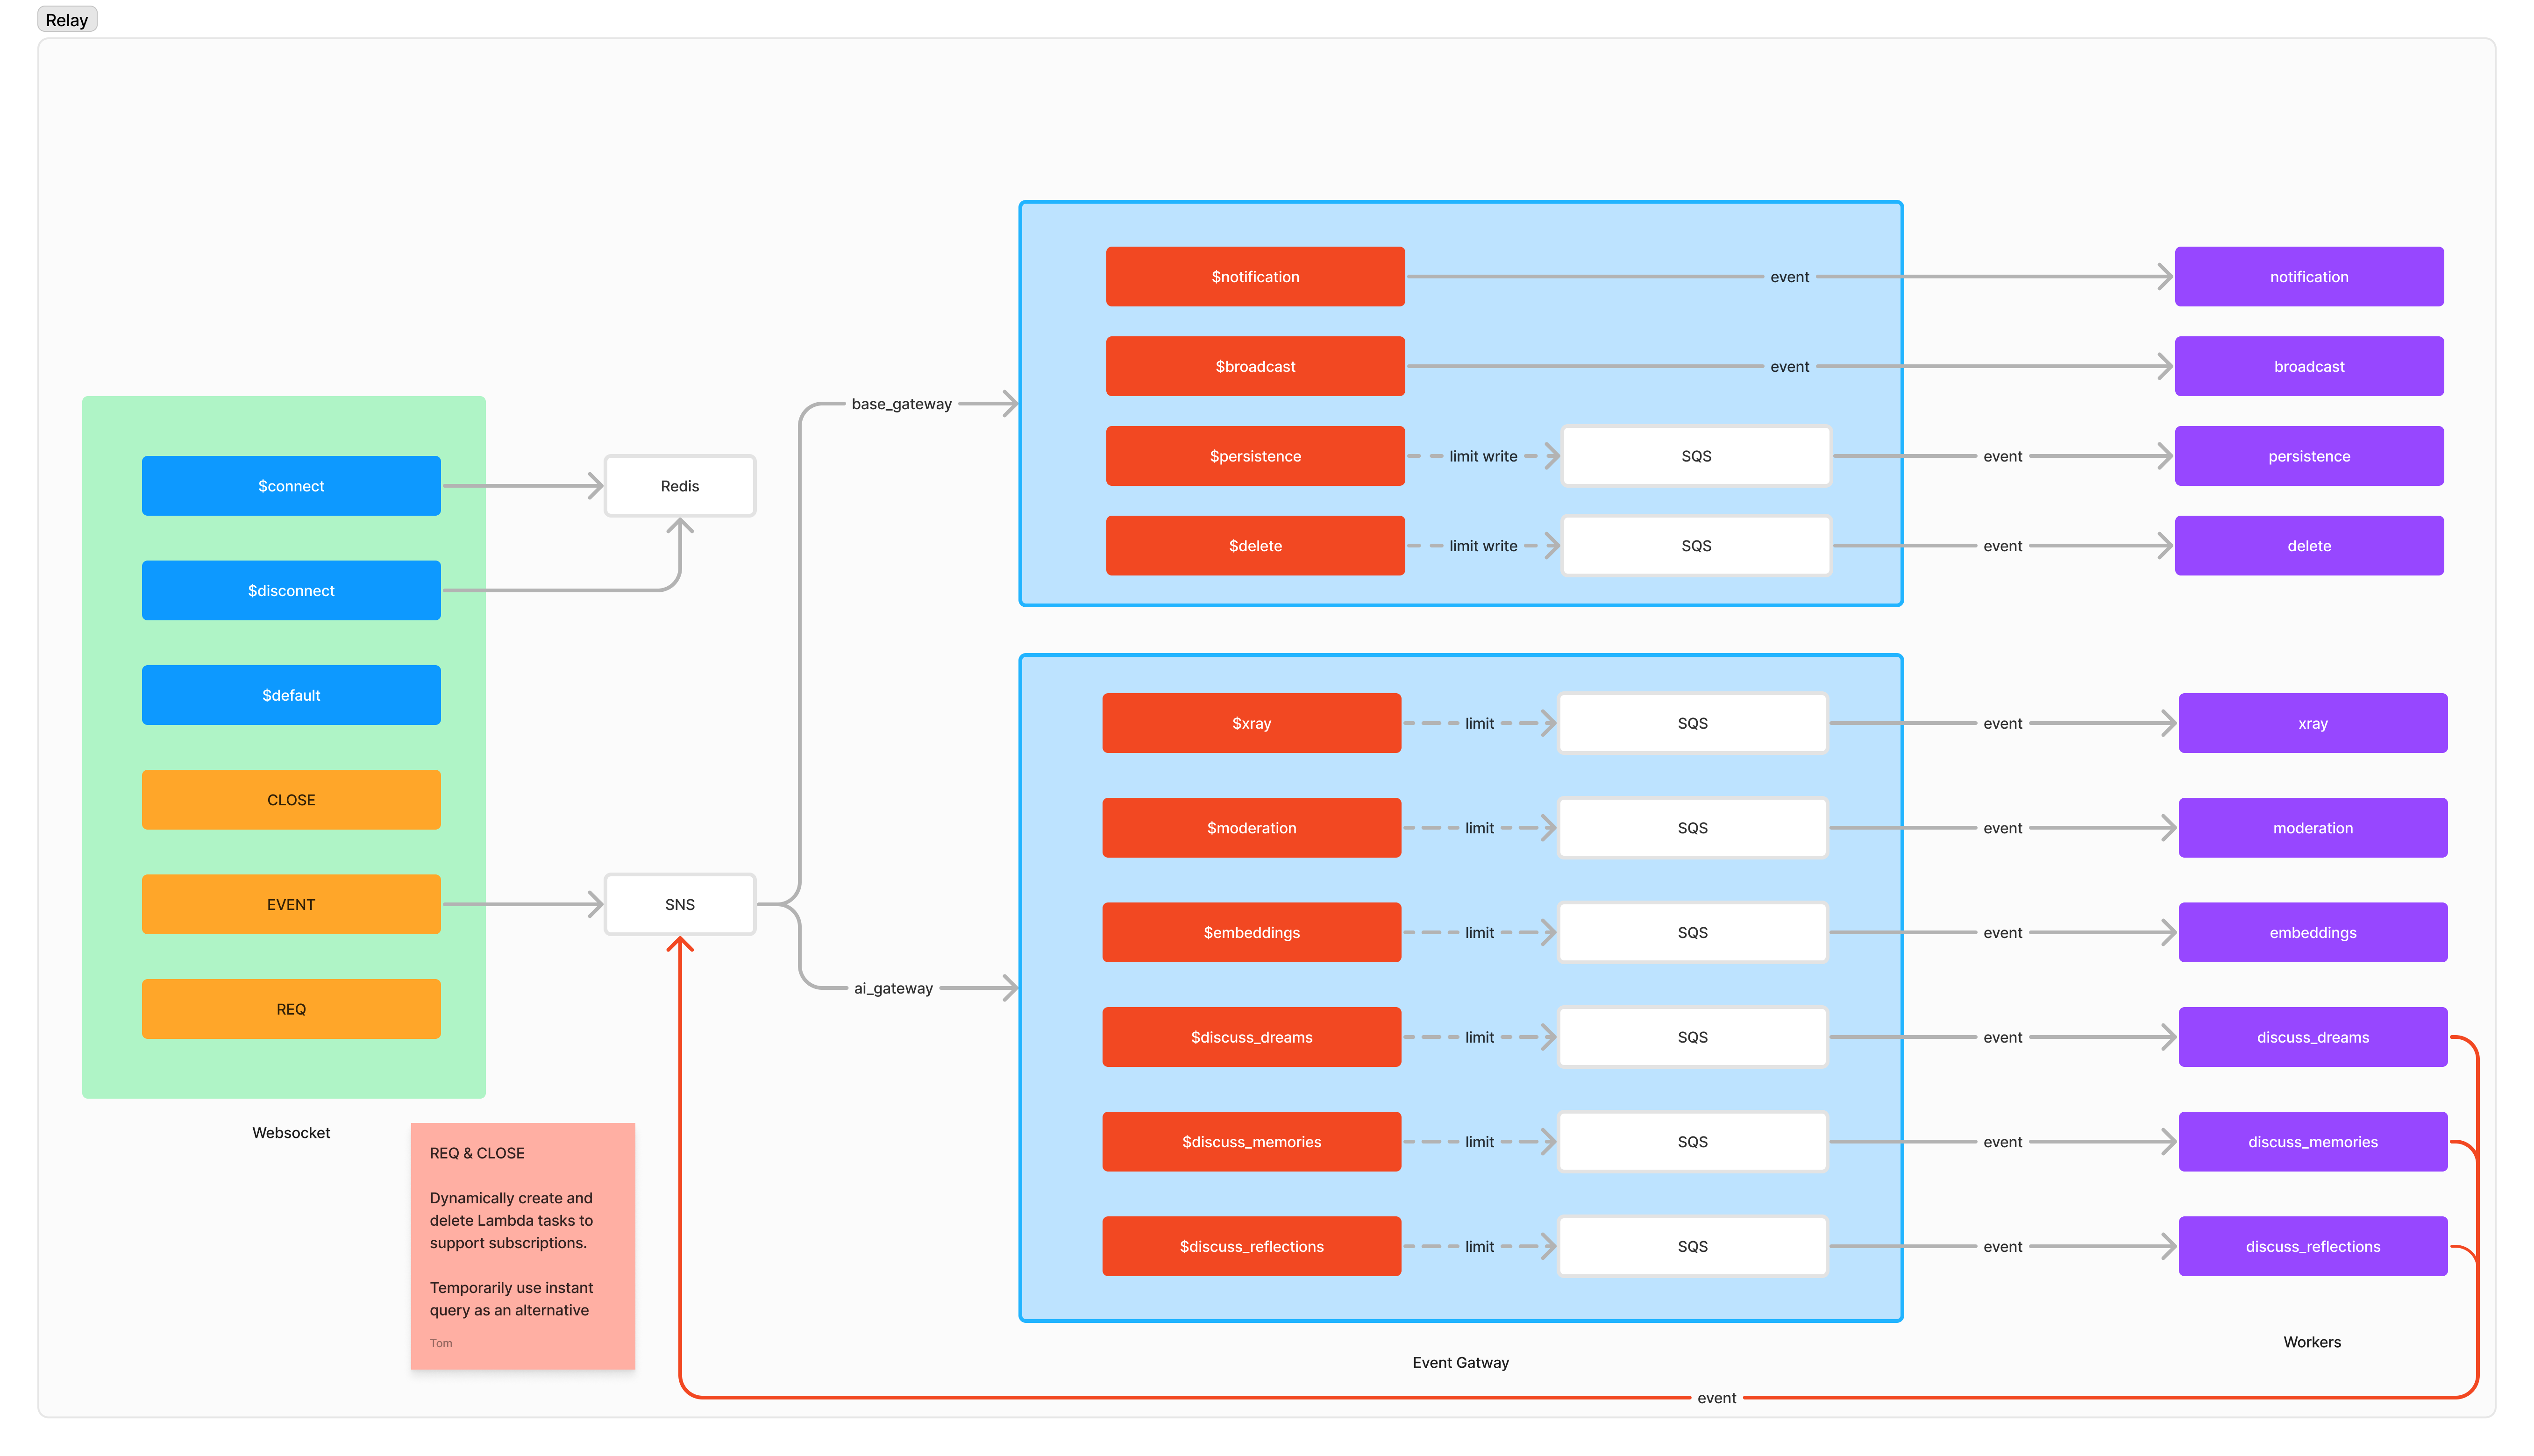 Relay
$notification
event
notification
$broadcast
event
broadcast
base_gateway
$persistence
limit write
SQS
event
persistence
$connect
Redis
$delete
limit write
SQS
event
delete
$disconnect
$default
$xray
limit
SQS
event
xray
CLOSE
$moderation
limit
SQS
event
moderation
EVENT
SNS
$embeddings
limit
SQS
event
embeddings
ai_gateway
REQ
$discuss_dreams
limit
SQS
event
discuss_dreams
Websocket
$discuss_memories
limit
SQS
event
discuss_memories
REQ & CLOSE
Dynamically create and
delete Lambda tasks to
support subscriptions.
Temporarily use instant
query as an alternative
Tom
$discuss_reflections
limit
SQS
event
discuss_reflections
Workers
Event Gatway
event